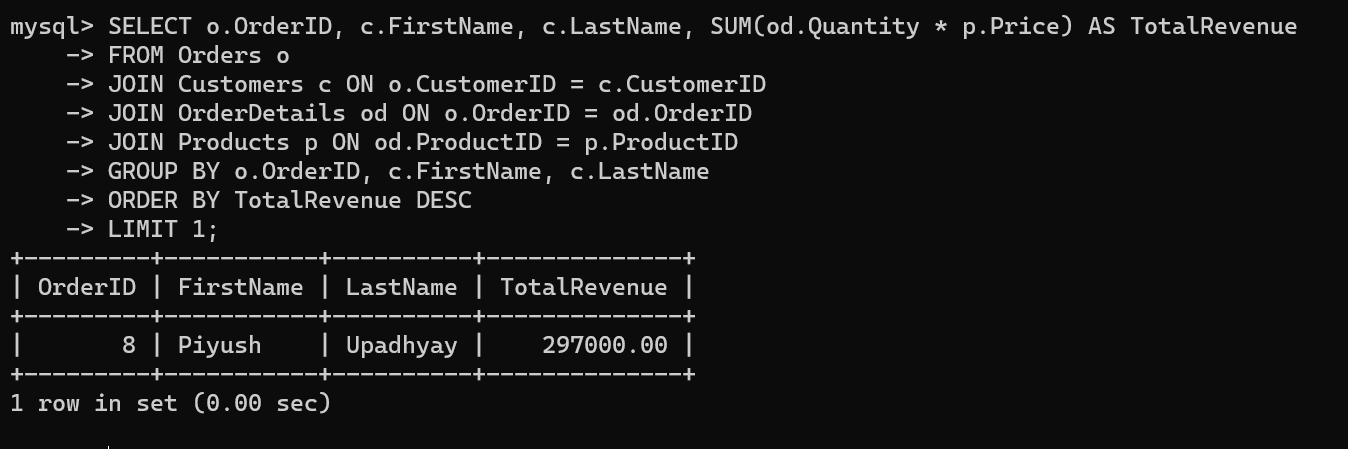 mysql> SELECT o.OrderID, c.FirstName, c.LastName, SUM(od.Quantity * p.Price) AS TotalRevenue
    -> FROM Orders o
    -> JOIN Customers c ON o.CustomerID = c.CustomerID
    -> JOIN OrderDetails od ON o.OrderID = od.OrderID
    -> JOIN Products p ON od.ProductID = p.ProductID
    -> GROUP BY o.OrderID, c.FirstName, c.LastName
    -> ORDER BY TotalRevenue DESC
    -> LIMIT 1;
+---------+-----------+----------+--------------+
| OrderID | FirstName | LastName | TotalRevenue |
+---------+-----------+----------+--------------+
|       8 | Piyush    | Upadhyay |    297000.00 |
+---------+-----------+----------+--------------+
1 row in set (0.00 sec)